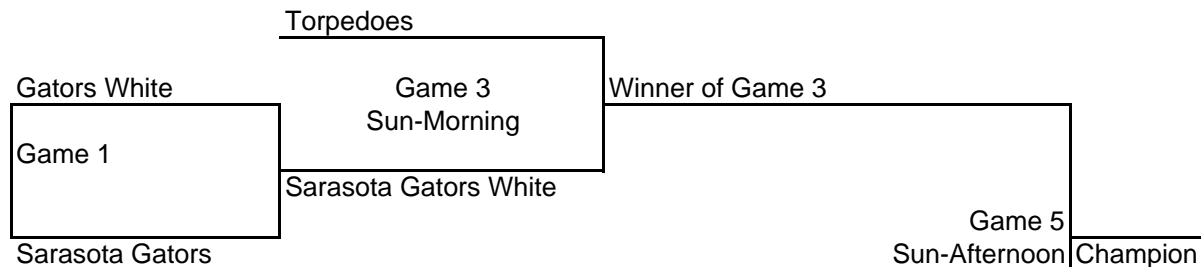 Torpedoes
Gators White
Game 3
Winner of Game 3
Sun-Morning
Game 1
Sarasota Gators White
Game 5
Sarasota Gators
Sun-Afternoon
Champion